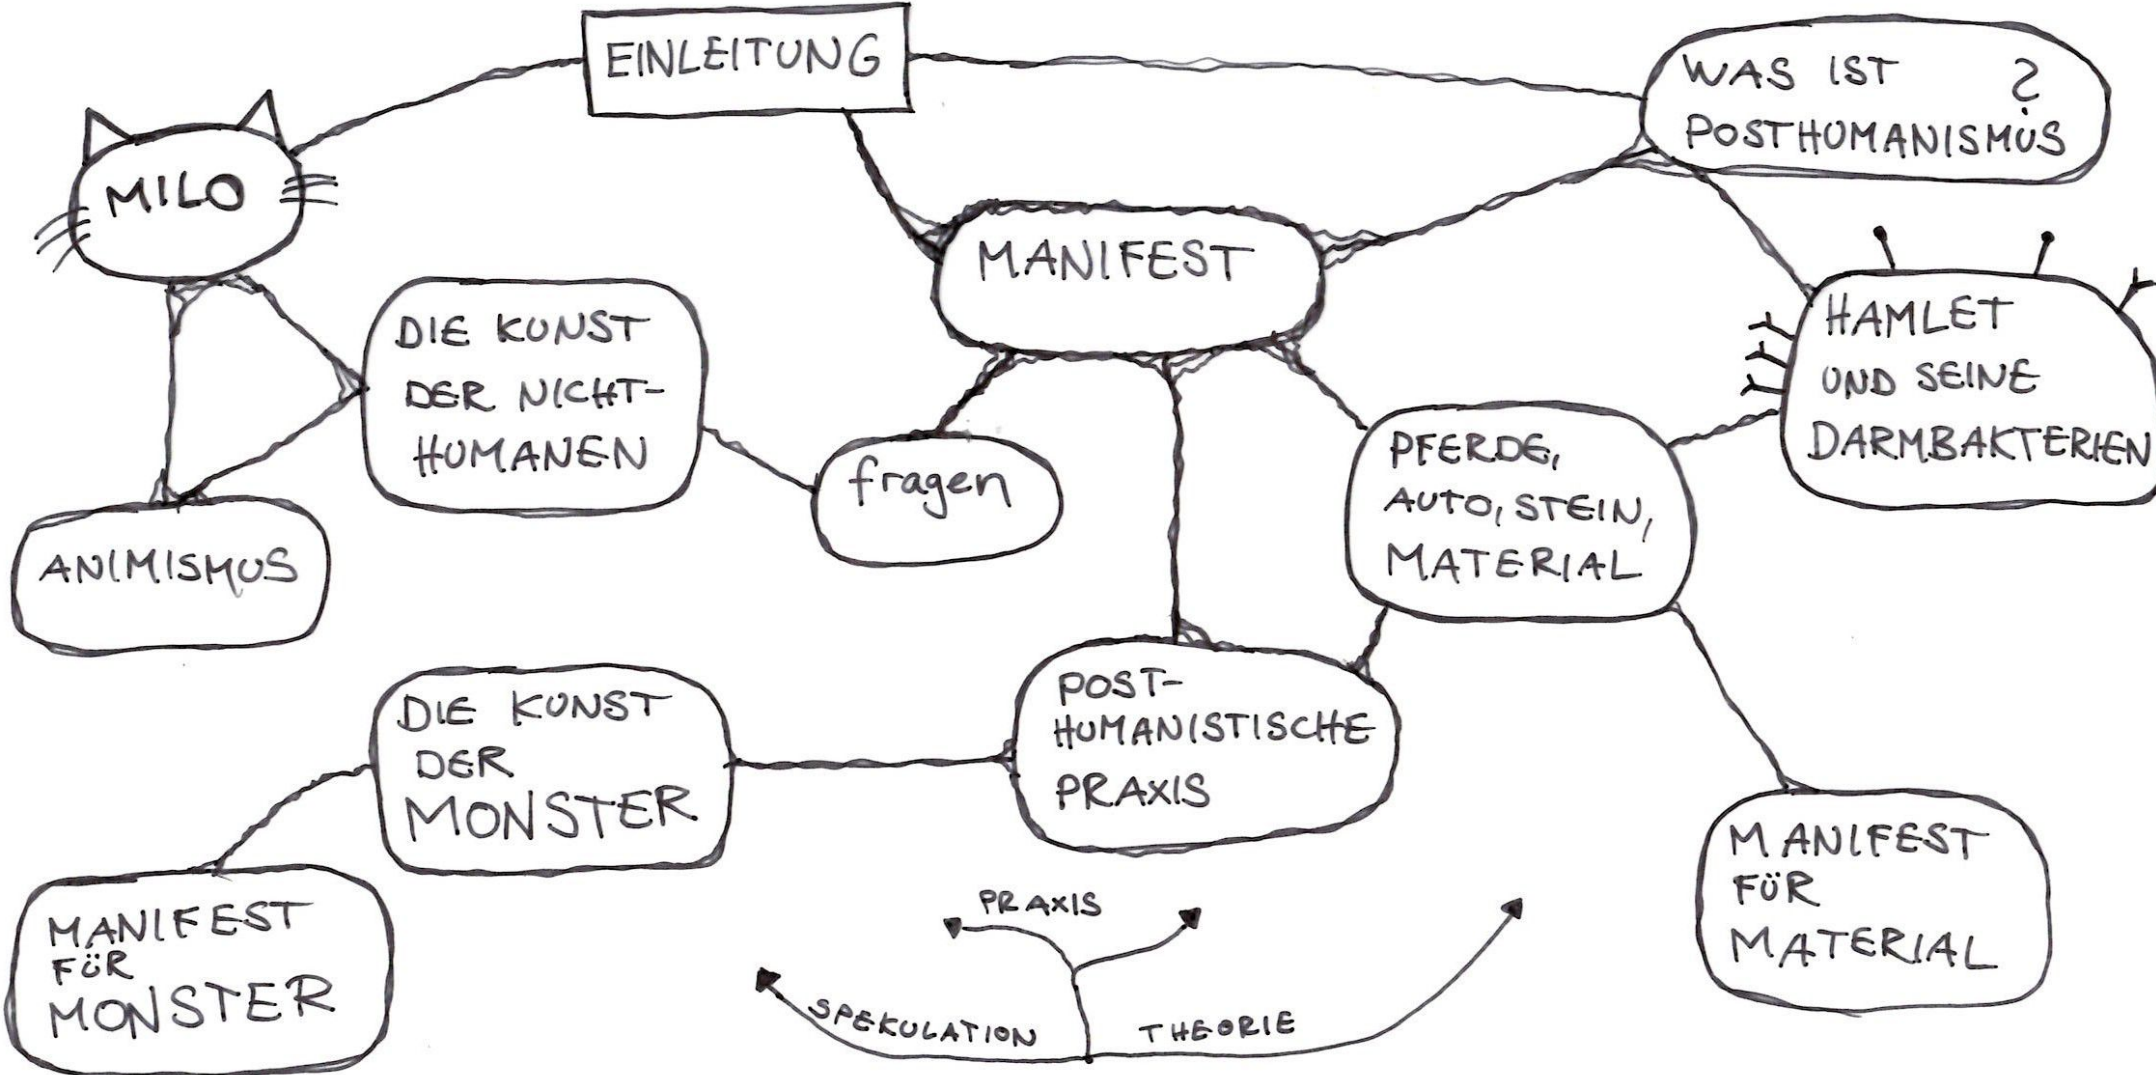 EINLEITUNG
WAS IST ?
POSTHUMANISMUS
MILO
MANIFEST
DIE KUNST
DER NICHT-
HUMANEN
HAMLET
UND SEINE
DARMBAKTERIEN
fragen
PFERDE,
AUTO, STEIN,
MATERIAL
ANIMISMUS
DIE KUNST
DER
MONSTER
POST-
HUMANISTISCHE
PRAXIS
MANIFEST
FÜR
MATERIAL
MANIFEST
FÜR
MONSTER
PRAXIS
SPEKULATION
THEORIE